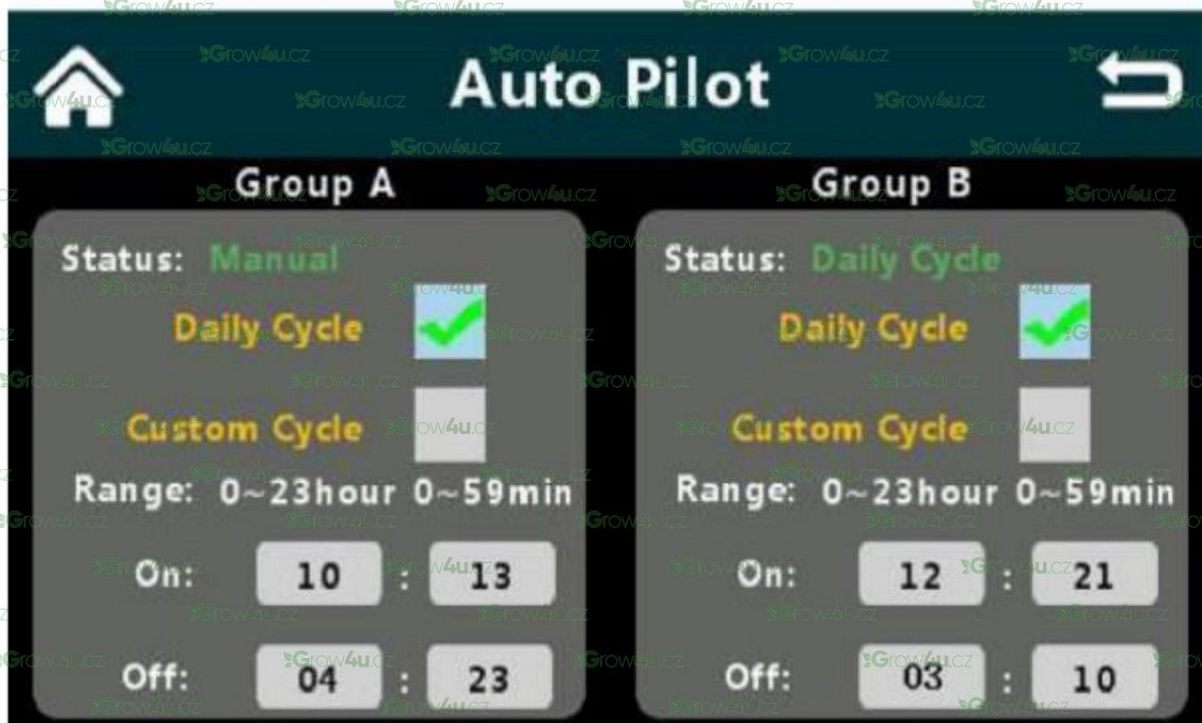 Auto Pilot
Group A
Status: Manual
Daily Cycle
Custom Cycle
Range: 0~23hour 0~59min
On: 10 : 13
Off: 04 : 23
Group B
Status: Daily Cycle
Daily Cycle
Custom Cycle
Range: 0~23hour 0~59min
On: 12 : 21
Off: 03 : 10
Grow4u.cz